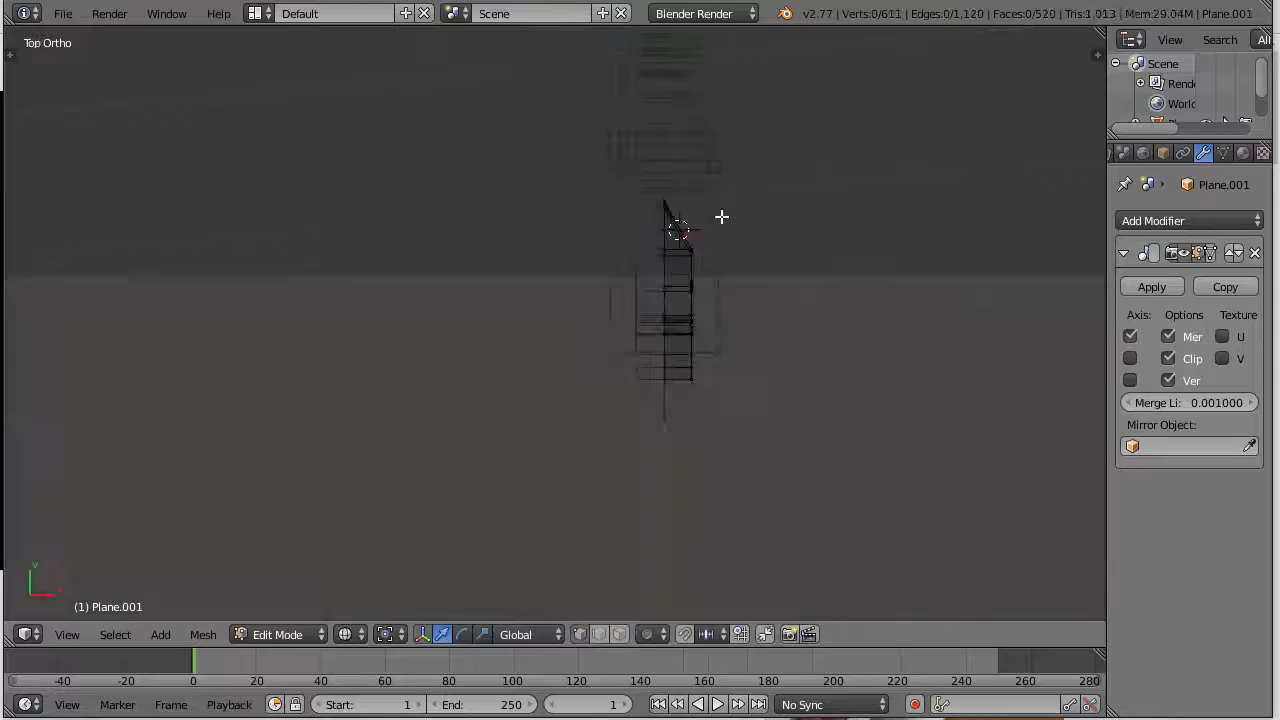 File Render Window Help Default Scene Blender Render v2.77 | Verts:0/611 | Edges:0/1,120 | Faces:0/520 | Tris:1,013 | Mem:29.04M | Plane.001
Top Ortho
View Search All
Scene
Rende
World
Plane.001
Add Modifier
Apply Copy
Axis: Options Texture
Mer U
Clip V
Ver
Merge Li: 0.001000
Mirror Object:
Y
(1) Plane.001
View Select Add Mesh Edit Mode Global
-40 -20 0 20 40 60 80 100 120 140 160 180 200 220 240 260 280
View Marker Frame Playback Start: 1 End: 250 1 No Sync